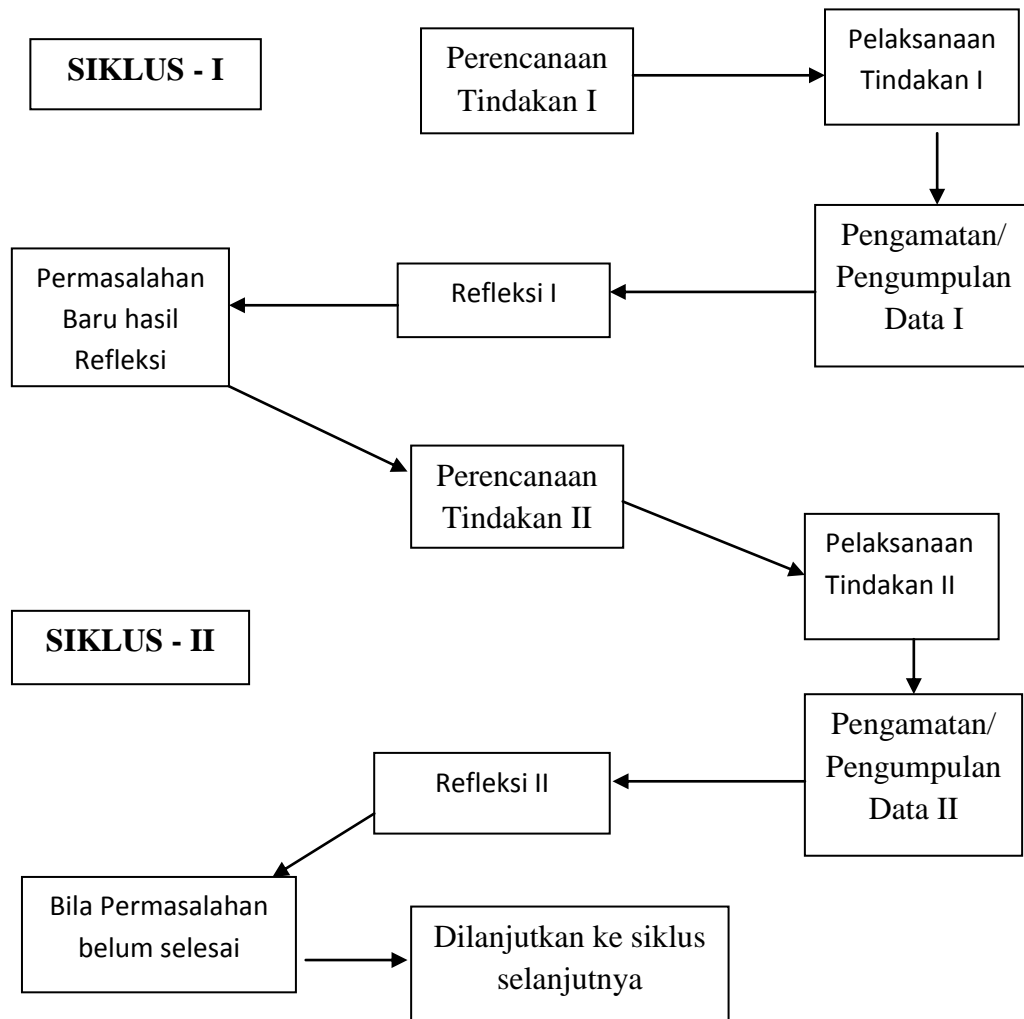 SIKLUS - I
Perencanaan
Tindakan I
Pelaksanaan
Tindakan I
Pengamatan/
Pengumpulan
Data I
Refleksi I
Permasalahan
Baru hasil
Refleksi
Perencanaan
Tindakan II
Pelaksanaan
Tindakan II
SIKLUS - II
Pengamatan/
Pengumpulan
Data II
Refleksi II
Bila Permasalahan
belum selesai
Dilanjutkan ke siklus
selanjutnya